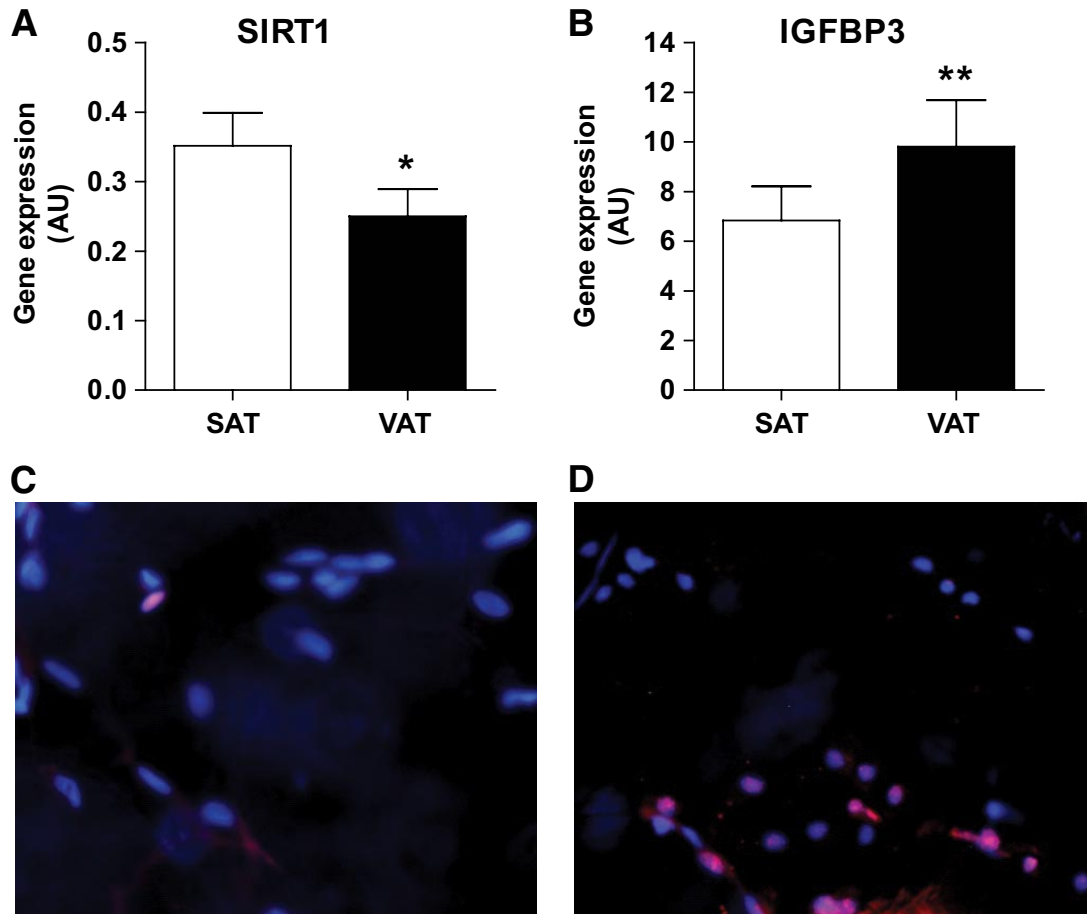 A
SIRT1
0.5
0.4
0.3
0.2
0.1
0.0
Gene expression
(AU)
*
SAT
VAT
B
IGFBP3
14
12
10
8
6
4
2
0
Gene expression
(AU)
**
SAT
VAT
C
D